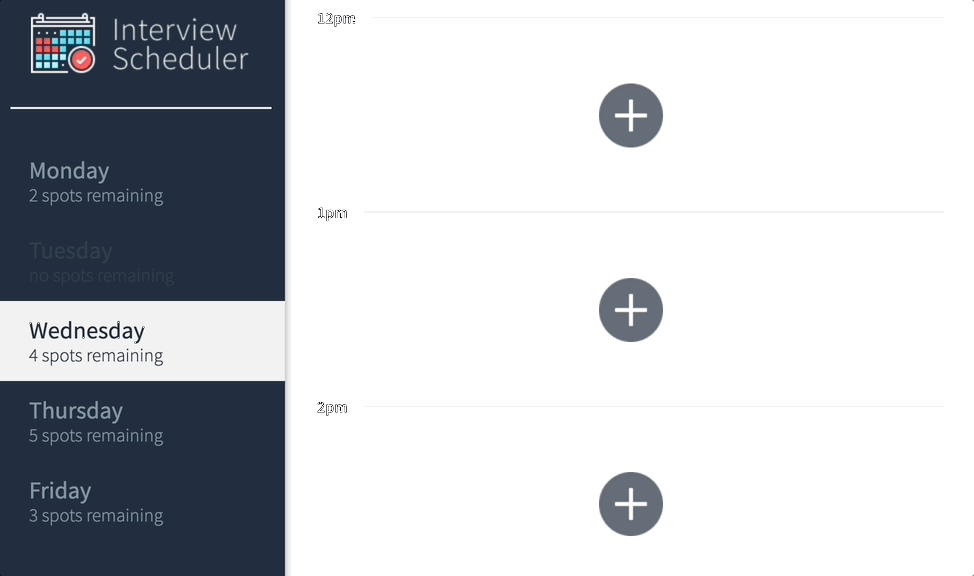 Interview
Scheduler
Monday
2 spots remaining
Tuesday
no spots remaining
Wednesday
4 spots remaining
Thursday
5 spots remaining
Friday
3 spots remaining
12pm
1pm
2pm